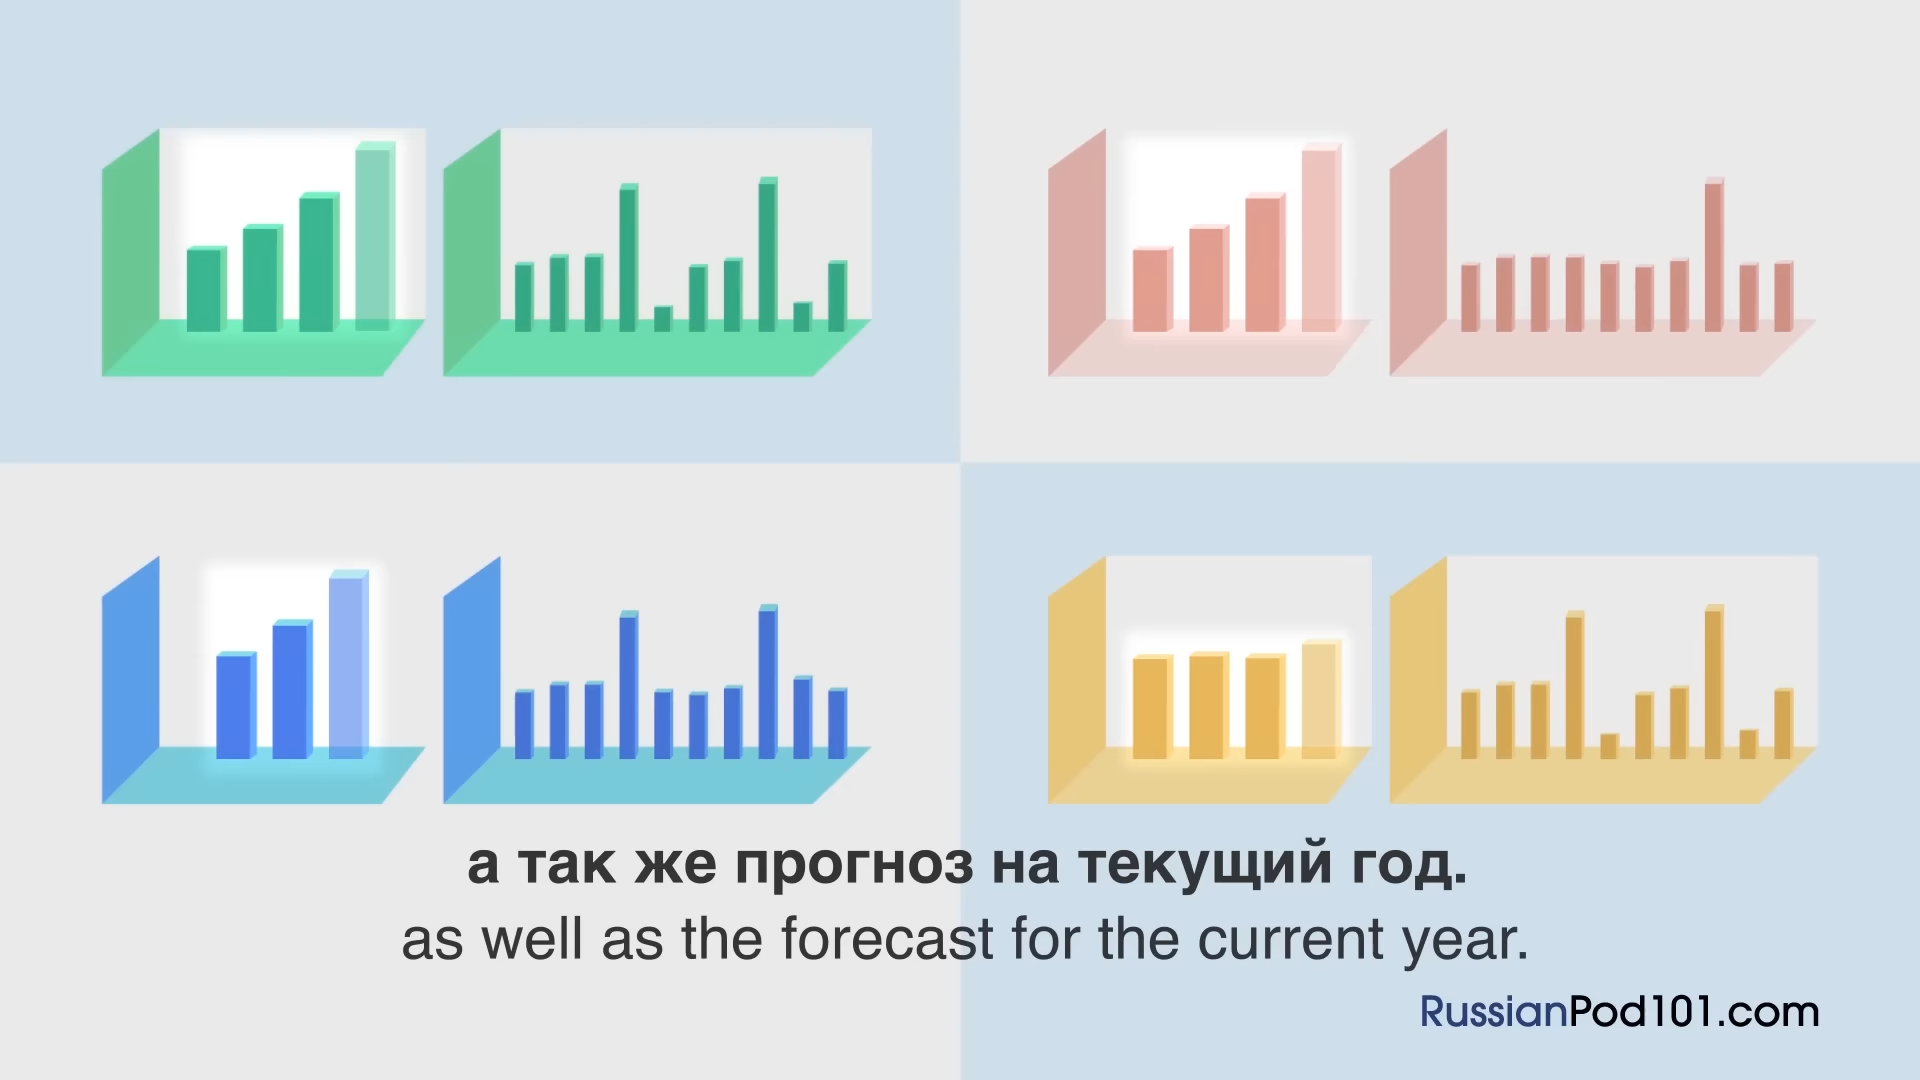 а так же прогноз на текущий год.
as well as the forecast for the current year.
RussianPod101.com